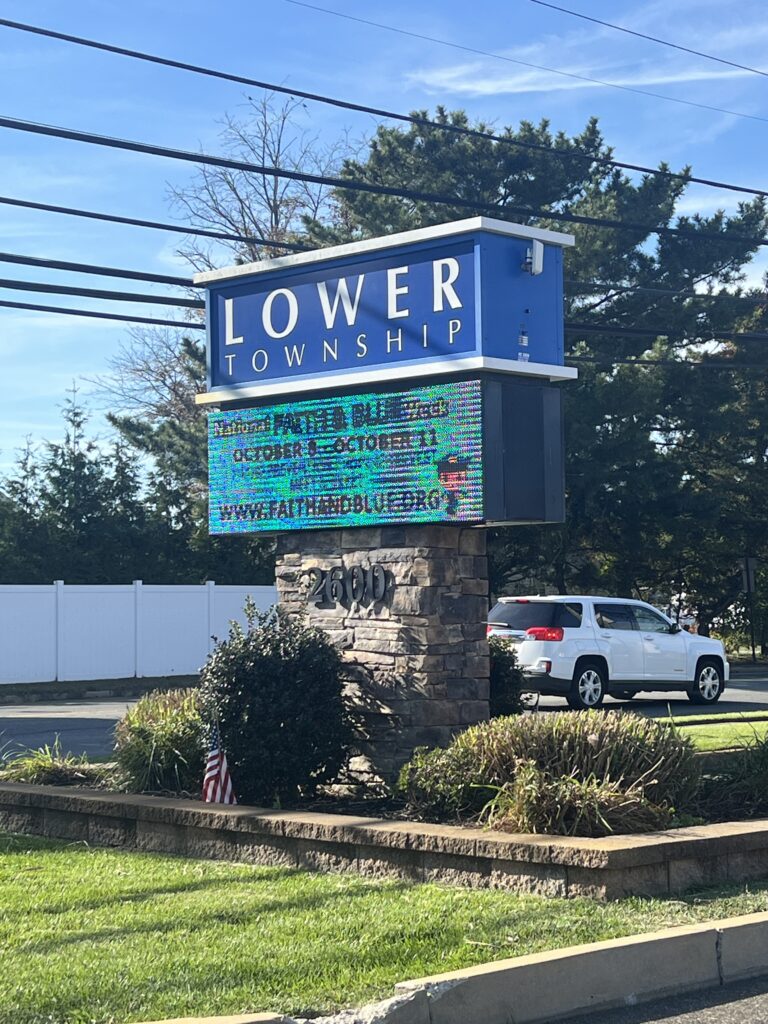 LOWER
TOWNSHIP
National FAITH & BLUE Week
OCTOBER 8 - OCTOBER 11
WWW.FAITHANDBLUE.ORG
2600